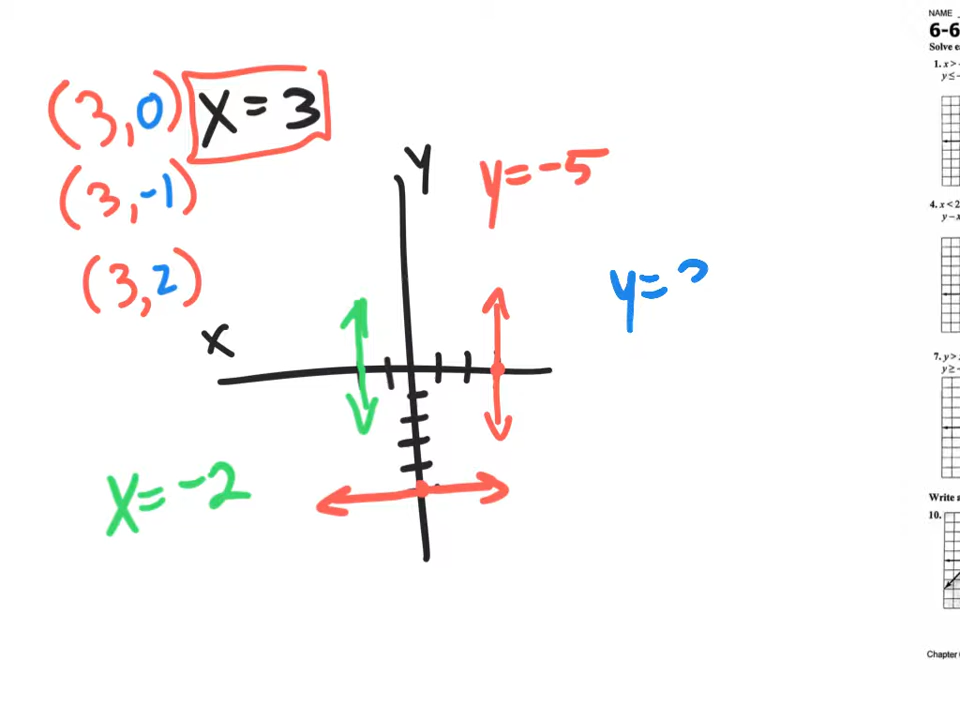 (3,0) X = 3
(3,-1)
(3,2)
y
y = -5
y =
x
X = -2
NAME
6-6
Solve
1. x >
y ≤
4. x < 2
y -
7. y >
y ≥
Write
10.
Chapter